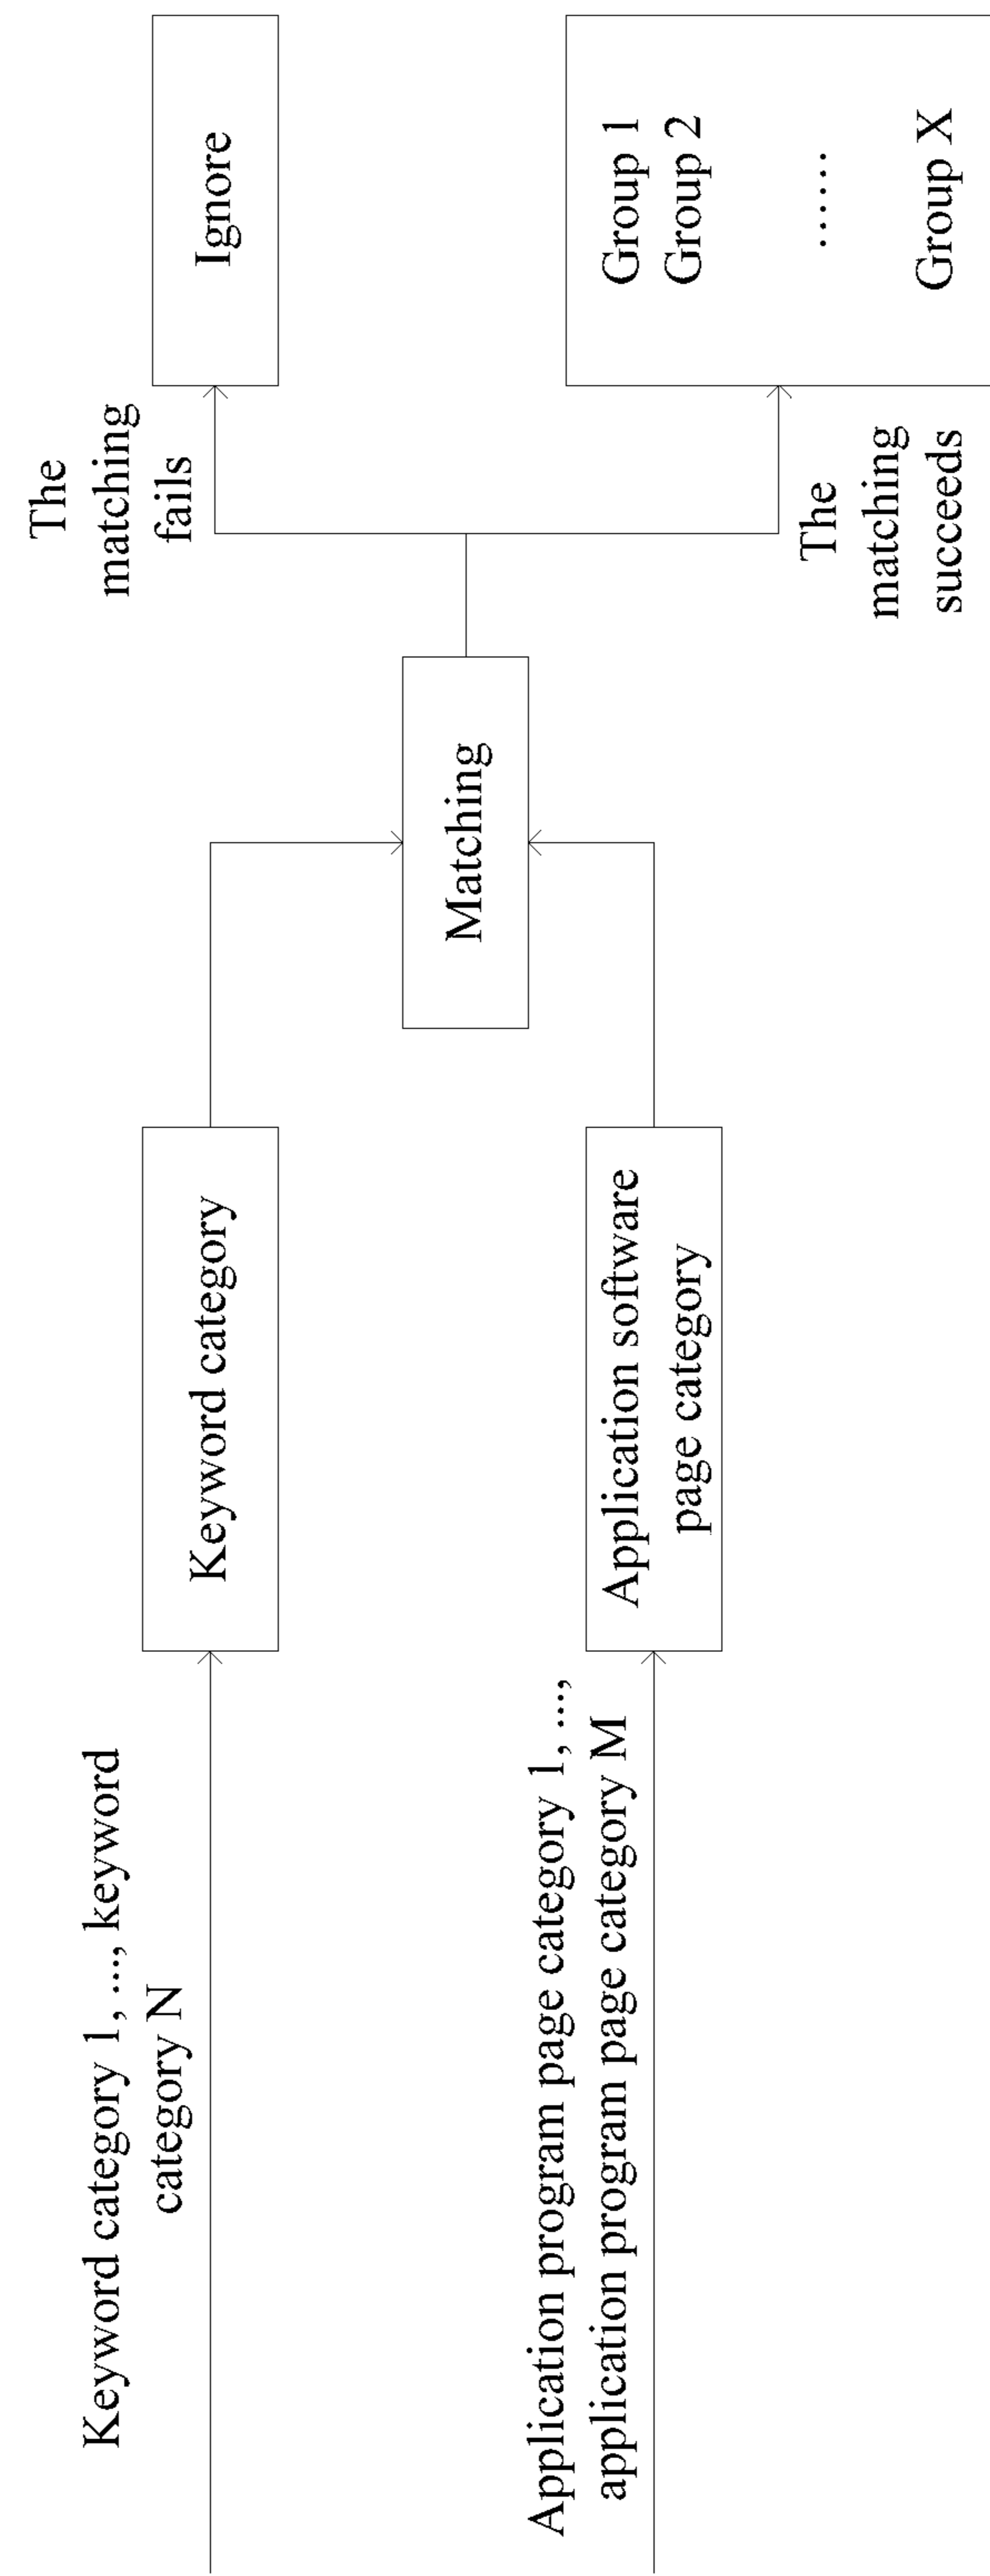 Keyword category 1, ..., keyword
category N
Keyword category
Application program page category 1, ...,
application program page category M
Application software
page category
Matching
The
matching
fails
Ignore
The
matching
succeeds
Group 1
Group 2
……
Group X